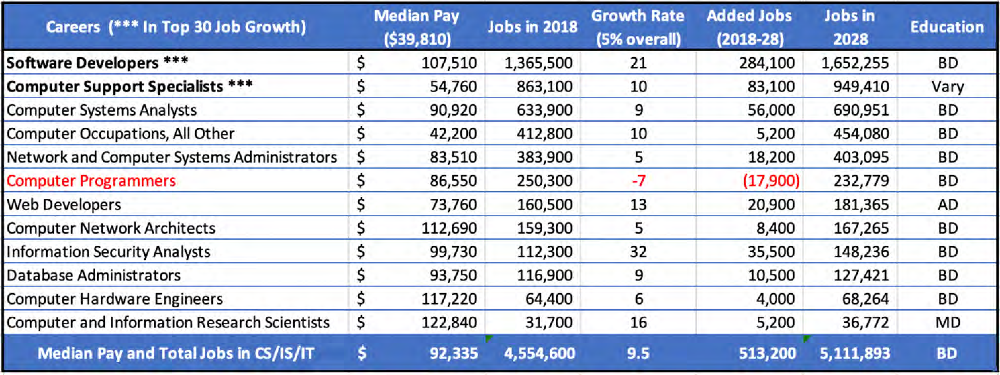 Careers (*** In Top 30 Job Growth) Median Pay ($39,810) Jobs in 2018 Growth Rate (5% overall) Added Jobs (2018-28) Jobs in 2028 Education
Software Developers *** $ 107,510 1,365,500 21 284,100 1,652,255 BD
Computer Support Specialists *** $ 54,760 863,100 10 83,100 949,410 Vary
Computer Systems Analysts $ 90,920 633,900 9 56,000 690,951 BD
Computer Occupations, All Other $ 42,200 412,800 10 5,200 454,080 BD
Network and Computer Systems Administrators $ 83,510 383,900 5 18,200 403,095 BD
Computer Programmers $ 86,550 250,300 -7 (17,900) 232,779 BD
Web Developers $ 73,760 160,500 13 20,900 181,365 AD
Computer Network Architects $ 112,690 159,300 5 8,400 167,265 BD
Information Security Analysts $ 99,730 112,300 32 35,500 148,236 BD
Database Administrators $ 93,750 116,900 9 10,500 127,421 BD
Computer Hardware Engineers $ 117,220 64,400 6 4,000 68,264 BD
Computer and Information Research Scientists $ 122,840 31,700 16 5,200 36,772 MD
Median Pay and Total Jobs in CS/IS/IT $ 92,335 4,554,600 9.5 513,200 5,111,893 BD